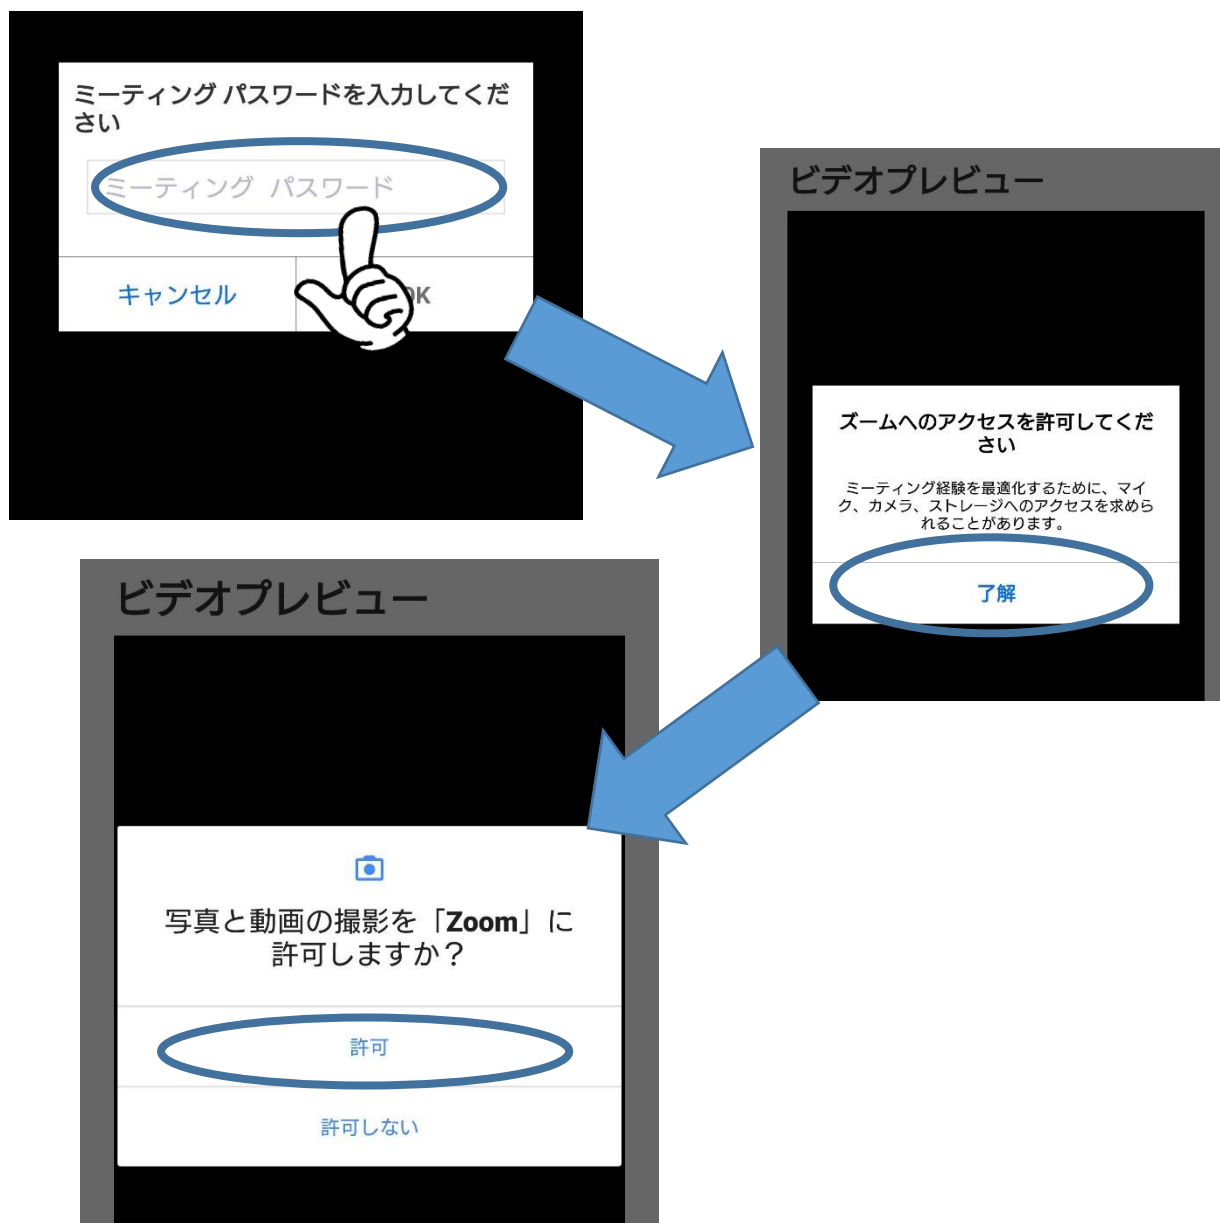 ミーティング パスワードを入力してくだ
さい
ミーティング パスワード
キャンセル
OK
ビデオプレビュー
ズームへのアクセスを許可してくだ
さい
ミーティング経験を最適化するために、マイ
ク、カメラ、ストレージへのアクセスを求めら
れることがあります。
了解
ビデオプレビュー
写真と動画の撮影を「Zoom」に
許可しますか？
許可
許可しない